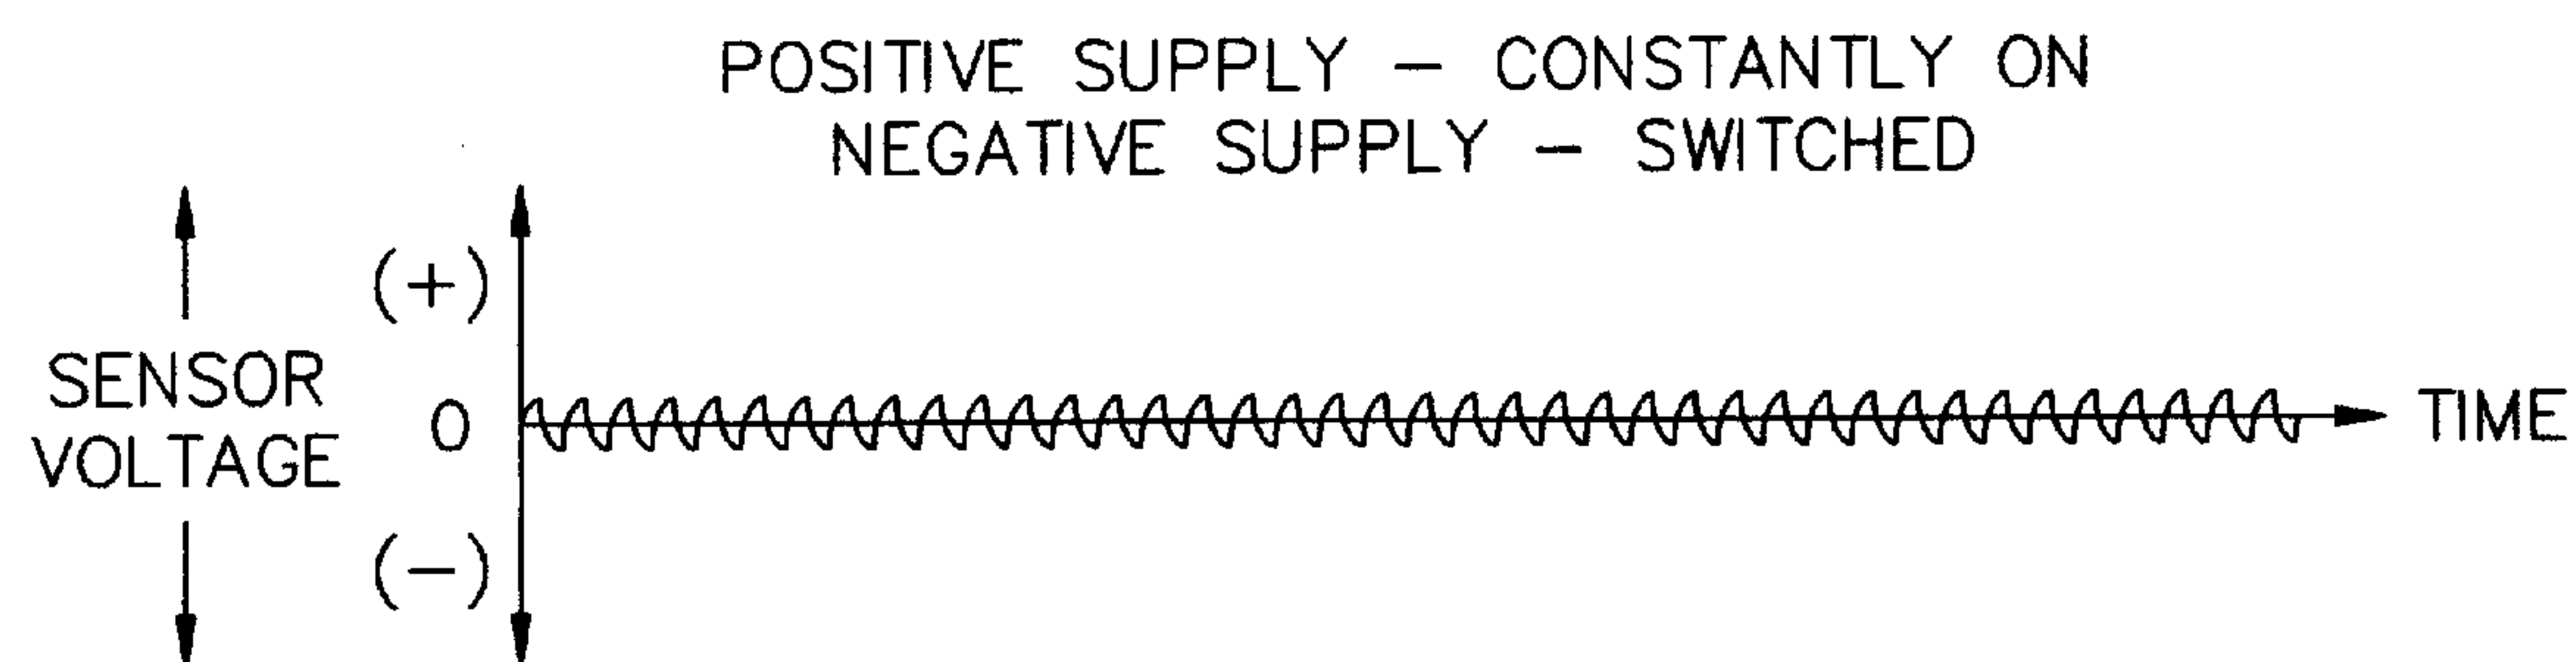 POSITIVE SUPPLY – CONSTANTLY ON
NEGATIVE SUPPLY – SWITCHED
(+)
SENSOR
VOLTAGE
0
TIME
(–)